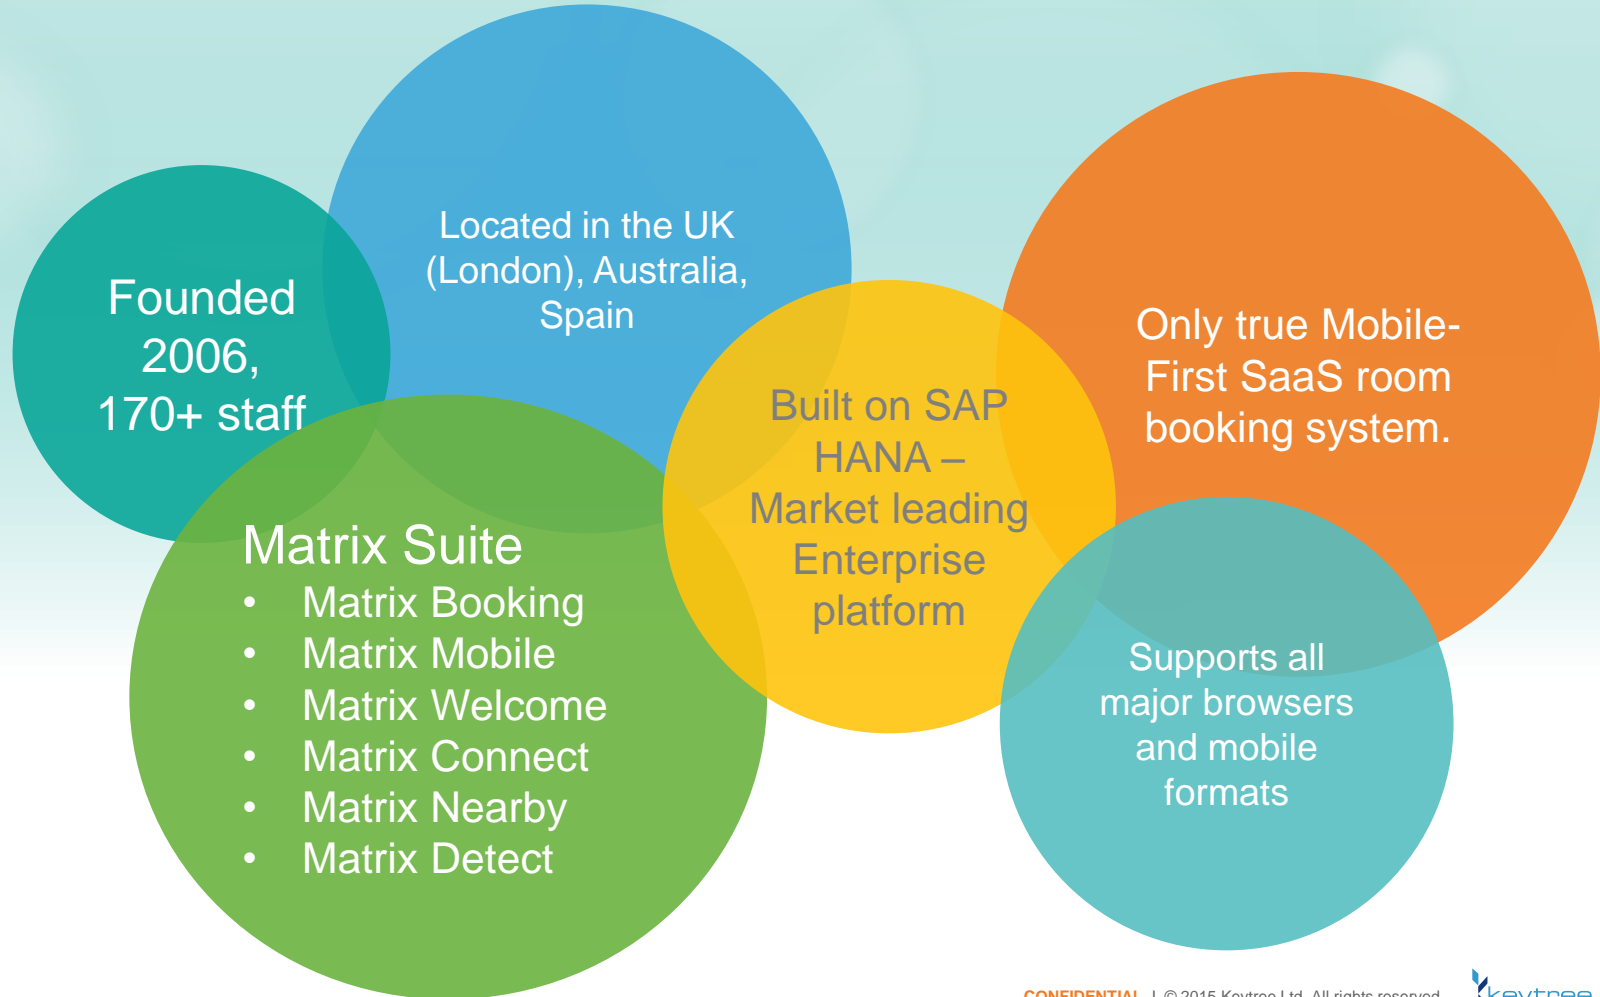 Founded
2006,
170+ staff
Located in the UK
(London), Australia,
Spain
Matrix Suite
• Matrix Booking
• Matrix Mobile
• Matrix Welcome
• Matrix Connect
• Matrix Nearby
• Matrix Detect
Built on SAP
HANA –
Market leading
Enterprise
platform
Only true Mobile-
First SaaS room
booking system.
Supports all
major browsers
and mobile
formats
CONFIDENTIAL | © 2015 Keytree Ltd. All rights reserved
keytree